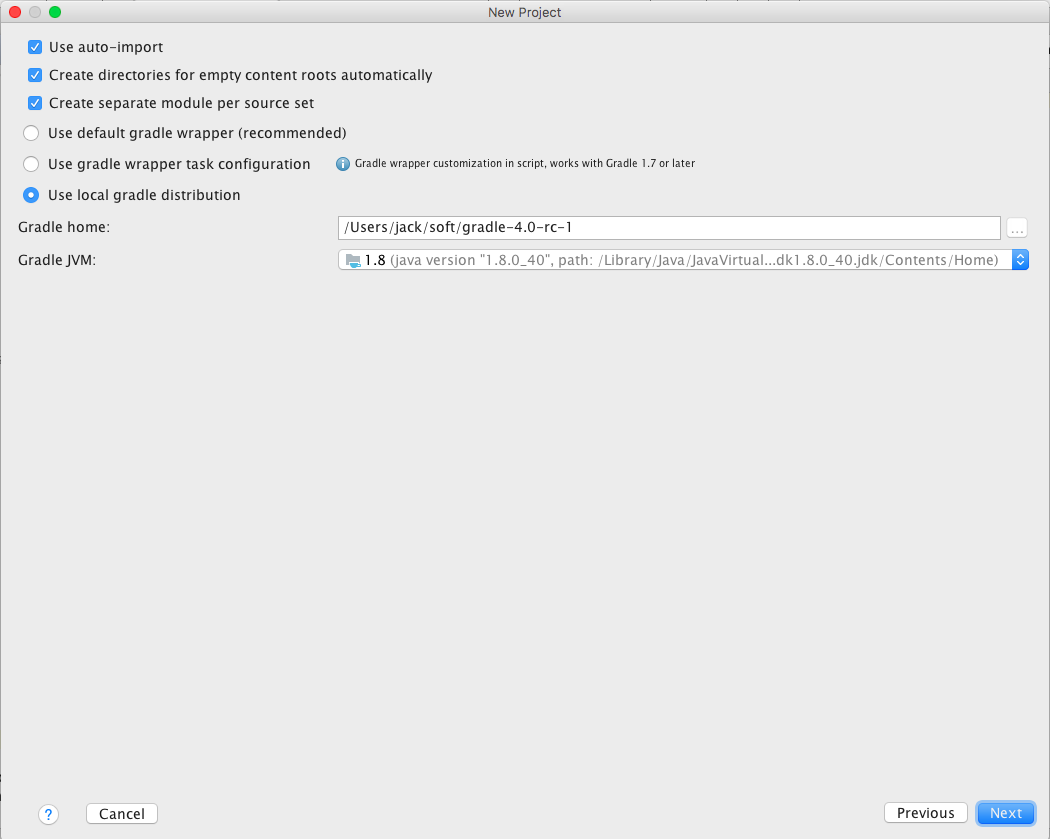 New Project
Use auto-import
Create directories for empty content roots automatically
Create separate module per source set
Use default gradle wrapper (recommended)
Use gradle wrapper task configuration Gradle wrapper customization in script, works with Gradle 1.7 or later
Use local gradle distribution
Gradle home: /Users/jack/soft/gradle-4.0-rc-1 ...
Gradle JVM: 1.8 (java version "1.8.0_40", path: /Library/Java/JavaVirtual...dk1.8.0_40.jdk/Contents/Home)
? Cancel Previous Next